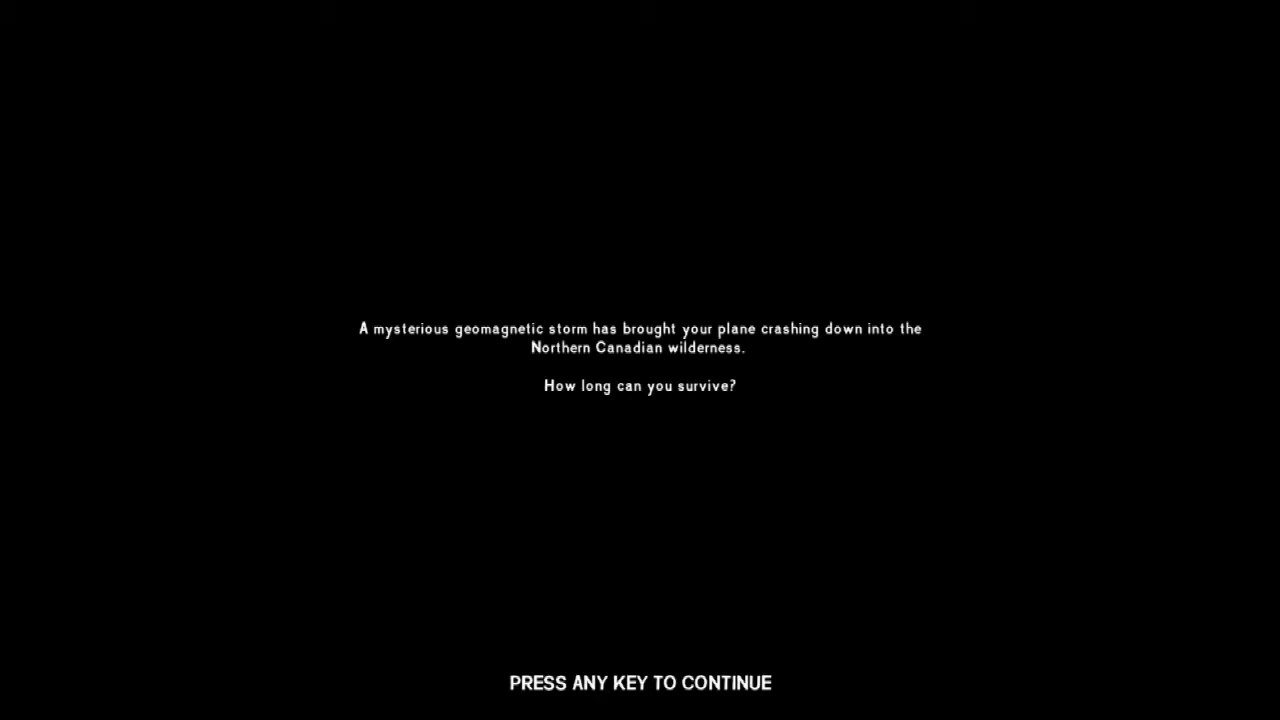 A mysterious geomagnetic storm has brought your plane crashing down into the
Northern Canadian wilderness.
How long can you survive?
PRESS ANY KEY TO CONTINUE